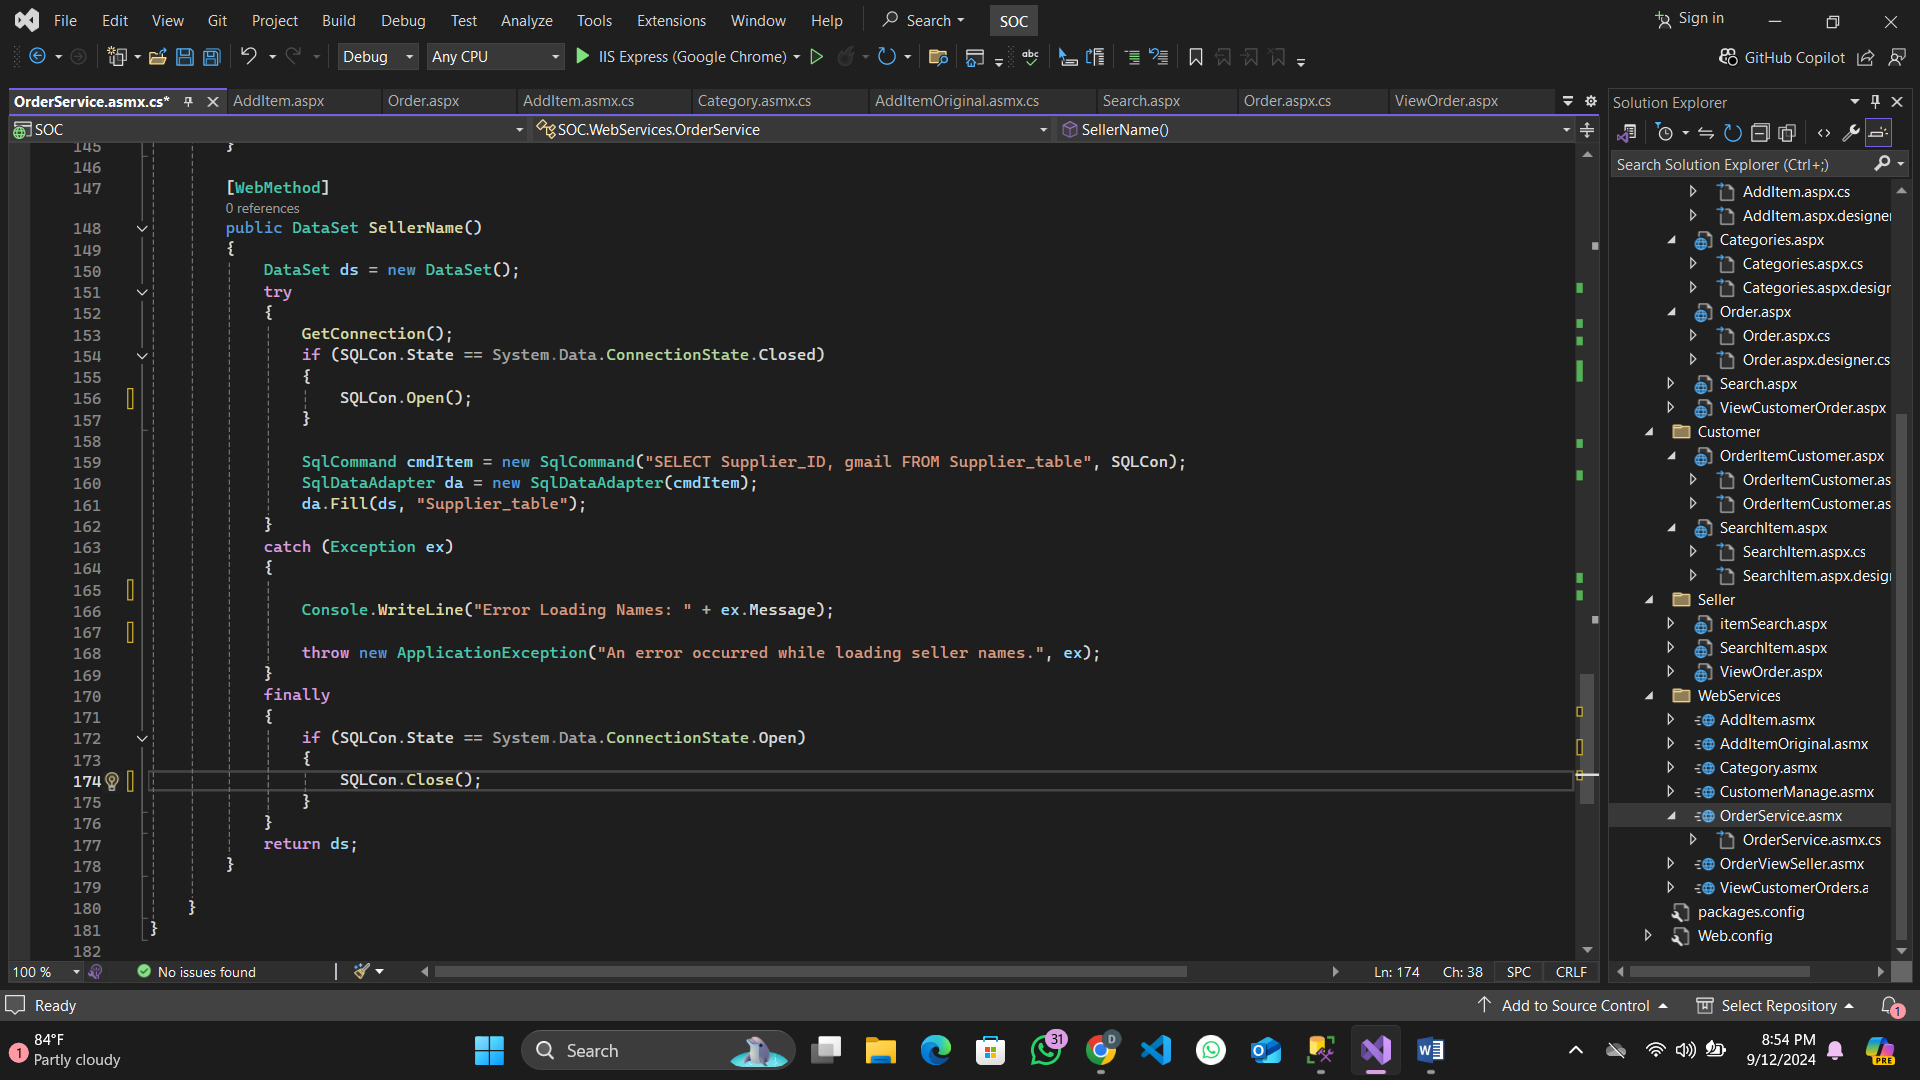 File Edit View Git Project Build Debug Test Analyze Tools Extensions Window Help Search SOC Sign in
Debug Any CPU IIS Express (Google Chrome) abc GitHub Copilot
OrderService.asmx.cs* AddItem.aspx Order.aspx AddItem.asmx.cs Category.asmx.cs AddItemOriginal.asmx.cs Search.aspx Order.aspx.cs ViewOrder.aspx
SOC SOC.WebServices.OrderService SellerName()
145 }
146
147 [WebMethod]
0 references
148 public DataSet SellerName()
149 {
150 DataSet ds = new DataSet();
151 try
152 {
153 GetConnection();
154 if (SQLCon.State == System.Data.ConnectionState.Closed)
155 {
156 SQLCon.Open();
157 }
158
159 SqlCommand cmdItem = new SqlCommand("SELECT Supplier_ID, gmail FROM Supplier_table", SQLCon);
160 SqlDataAdapter da = new SqlDataAdapter(cmdItem);
161 da.Fill(ds, "Supplier_table");
162 }
163 catch (Exception ex)
164 {
165
166 Console.WriteLine("Error Loading Names: " + ex.Message);
167
168 throw new ApplicationException("An error occurred while loading seller names.", ex);
169 }
170 finally
171 {
172 if (SQLCon.State == System.Data.ConnectionState.Open)
173 {
174 SQLCon.Close();
175 }
176 }
177 return ds;
178 }
179
180 }
181 }
182
100 % No issues found Ln: 174 Ch: 38 SPC CRLF
Solution Explorer
Search Solution Explorer (Ctrl+;)
AddItem.aspx.cs
AddItem.aspx.designer
Categories.aspx
Categories.aspx.cs
Categories.aspx.desigr
Order.aspx
Order.aspx.cs
Order.aspx.designer.cs
Search.aspx
ViewCustomerOrder.aspx
Customer
OrderItemCustomer.aspx
OrderItemCustomer.as
OrderItemCustomer.as
SearchItem.aspx
SearchItem.aspx.cs
SearchItem.aspx.desigı
Seller
itemSearch.aspx
SearchItem.aspx
ViewOrder.aspx
WebServices
AddItem.asmx
AddItemOriginal.asmx
Category.asmx
CustomerManage.asmx
OrderService.asmx
OrderService.asmx.cs
OrderViewSeller.asmx
ViewCustomerOrders.a
packages.config
Web.config
Ready Add to Source Control Select Repository 1
1 84°F
Partly cloudy
Search 31 D PRE
8:54 PM
9/12/2024